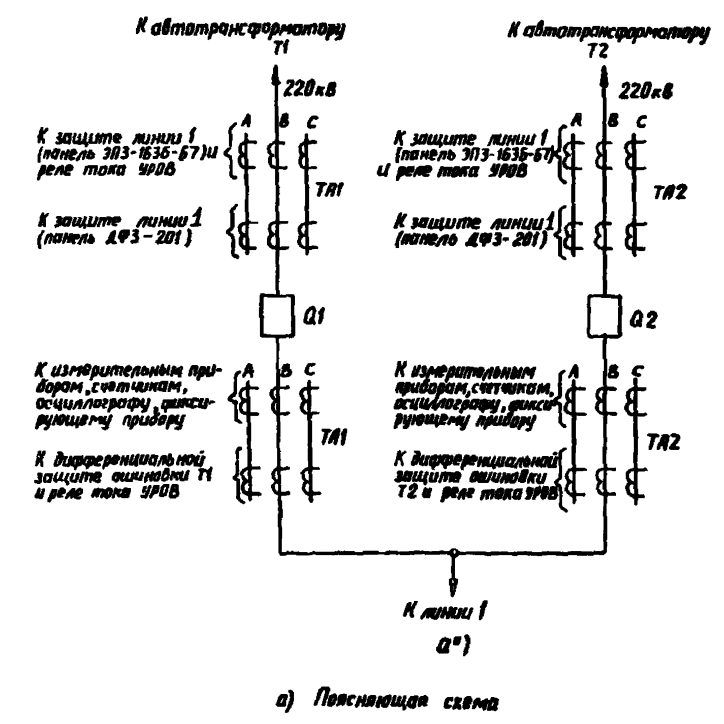 К автотрансформотору
Т1
220кв
А В С
К защите линии 1
(панель ЭПЗ-1636-67) и
реле тока УРОВ
ТА1
К защите линии 1
(панель ДФЗ-201)
Q1
А В С
К измерительным при-
борам, счетчикам,
осциллографу, фикси-
рующему прибору
ТА1
К дифференциальной
защите ошиновки Т1
и реле тока УРОВ
К автотрансформотору
Т2
220кв
А В С
К защите линии 1
(панель ЭПЗ-1636-67)
и реле тока УРОВ
ТА2
К защите линии 1
(панель ДФЗ-201)
Q2
А В С
К измерительным
приборам, счетчикам,
осциллографу, фикси-
рующему прибору
ТА2
К дифференциальной
защите ошиновки
Т2 и реле тока УРОВ
К линии 1
а")
а) Поясняющая схема